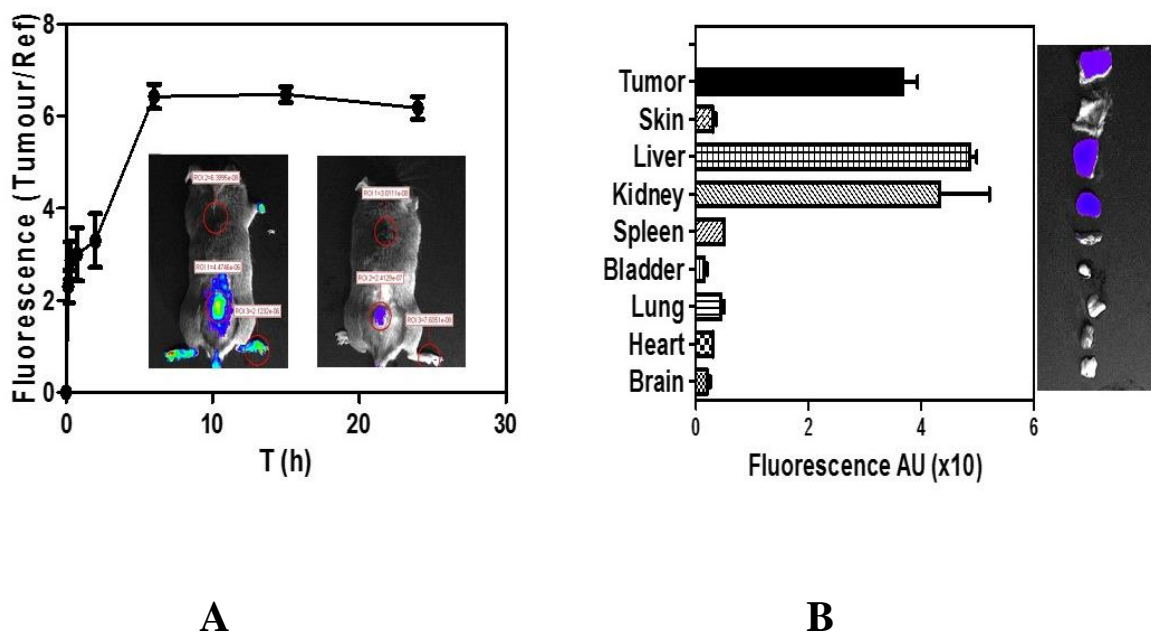 Fluorescence (Tumour/Ref)
8
6
4
2
0
0
10
20
30
T (h)
Tumor
Skin
Liver
Kidney
Spleen
Bladder
Lung
Heart
Brain
0
2
4
6
Fluorescence AU (x10)
A
B